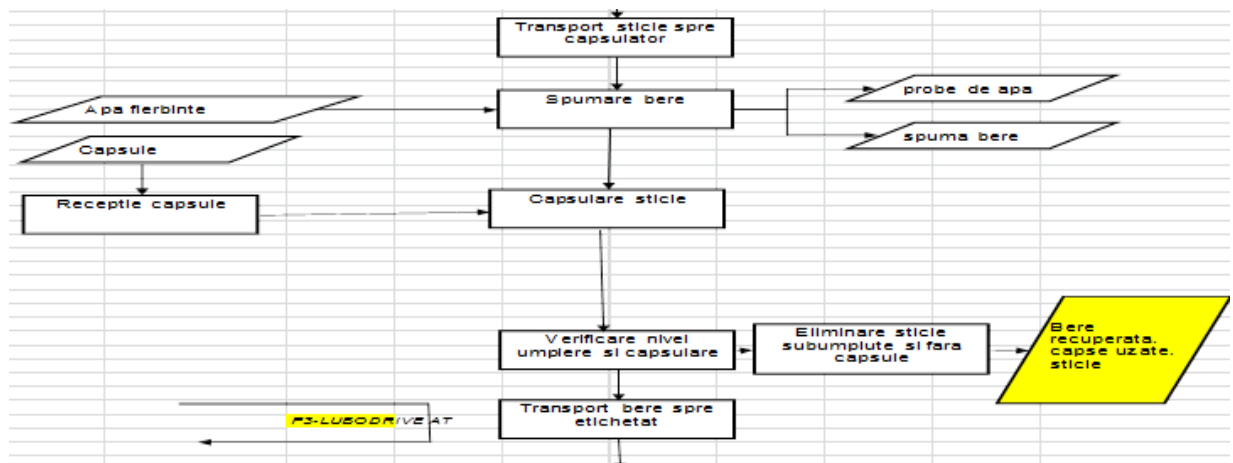 Transport sticle spre
capsulator
Apa fierbinte
Spumare bere
probe de apa
spuma bere
Capsule
Receptie capsule
Capsulare sticle
Verificare nivel
umplere si capsulare
Eliminare sticle
subumplute si fara
capsule
Bere
recuperata,
capse uzate,
sticle
P3-LUBODRIVE AT
Transport bere spre
etichetat